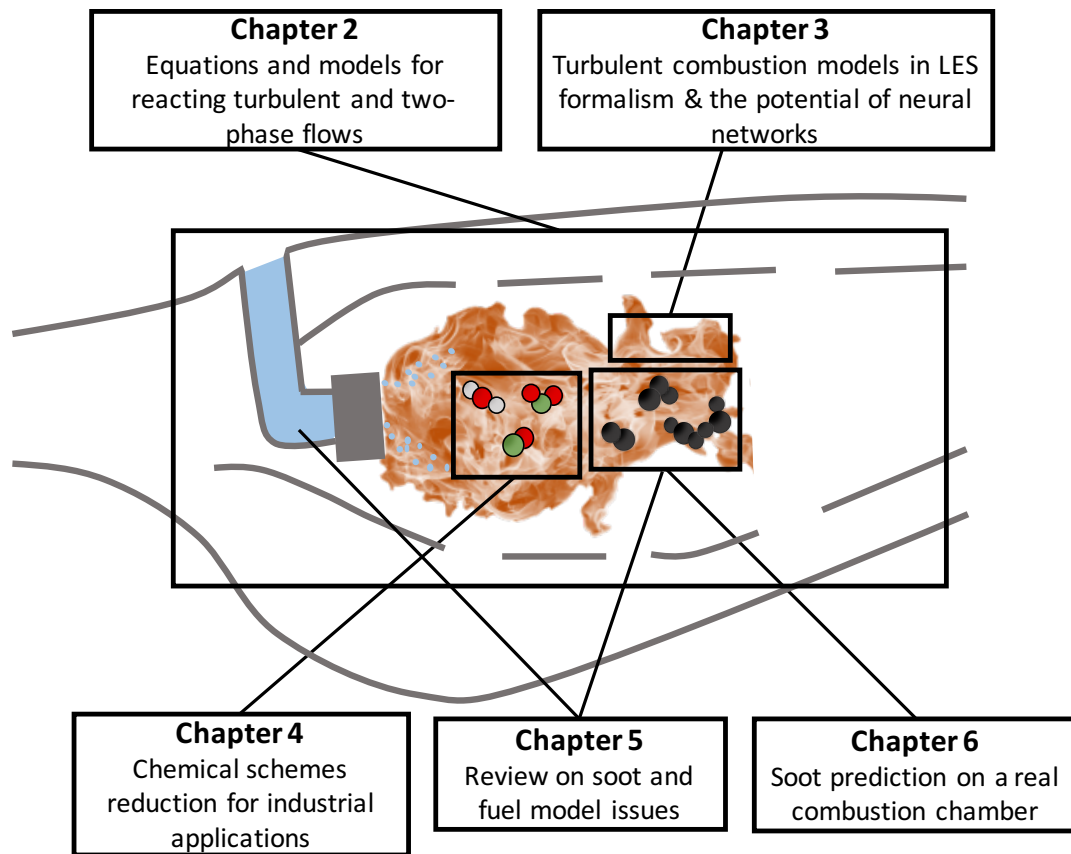 Chapter 2
Equations and models for
reacting turbulent and two-
phase flows
Chapter 3
Turbulent combustion models in LES
formalism & the potential of neural
networks
Chapter 4
Chemical schemes
reduction for industrial
applications
Chapter 5
Review on soot and
fuel model issues
Chapter 6
Soot prediction on a real
combustion chamber